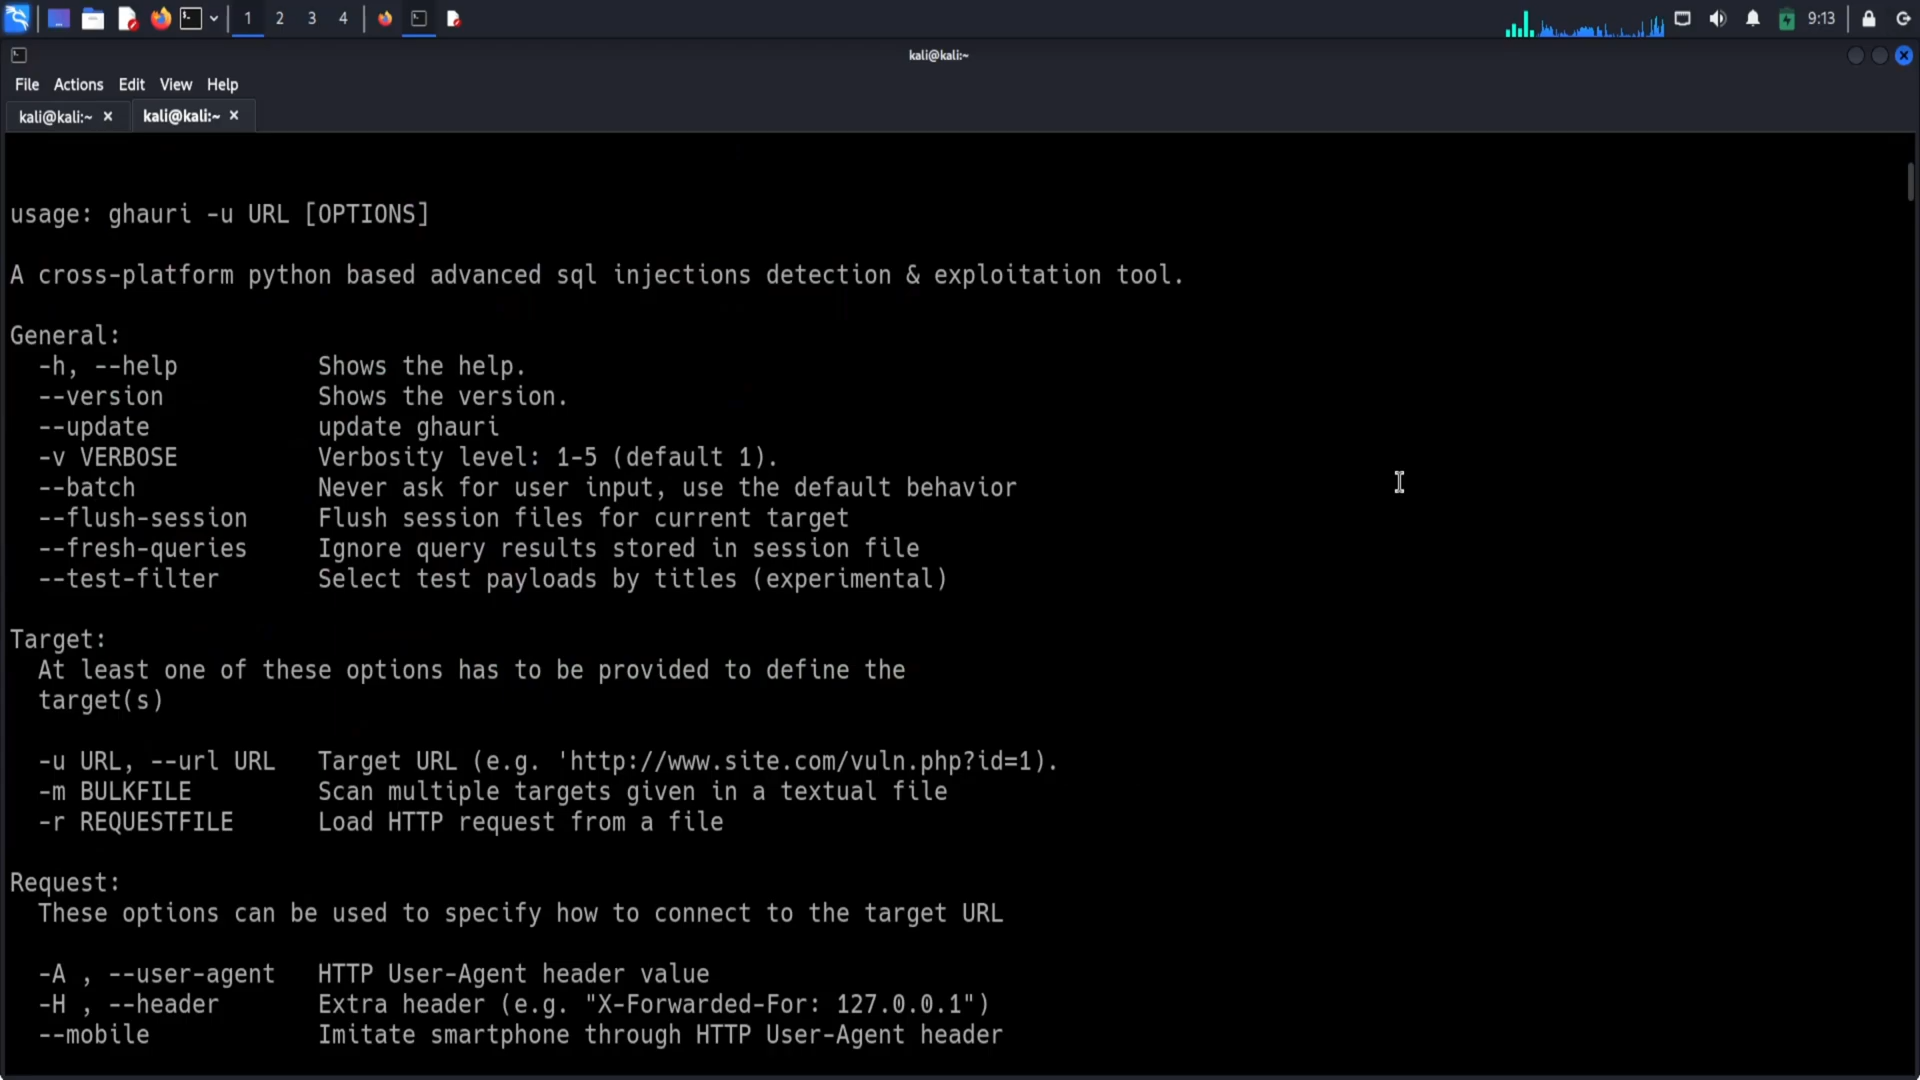 1 2 3 4 9:13
kali@kali:~
File Actions Edit View Help
kali@kali:~ × kali@kali:~ ×
usage: ghauri -u URL [OPTIONS]
A cross-platform python based advanced sql injections detection & exploitation tool.
General:
-h, --help Shows the help.
--version Shows the version.
--update update ghauri
-v VERBOSE Verbosity level: 1-5 (default 1).
--batch Never ask for user input, use the default behavior
--flush-session Flush session files for current target
--fresh-queries Ignore query results stored in session file
--test-filter Select test payloads by titles (experimental)
Target:
At least one of these options has to be provided to define the
target(s)
-u URL, --url URL Target URL (e.g. 'http://www.site.com/vuln.php?id=1).
-m BULKFILE Scan multiple targets given in a textual file
-r REQUESTFILE Load HTTP request from a file
Request:
These options can be used to specify how to connect to the target URL
-A , --user-agent HTTP User-Agent header value
-H , --header Extra header (e.g. "X-Forwarded-For: 127.0.0.1")
--mobile Imitate smartphone through HTTP User-Agent header